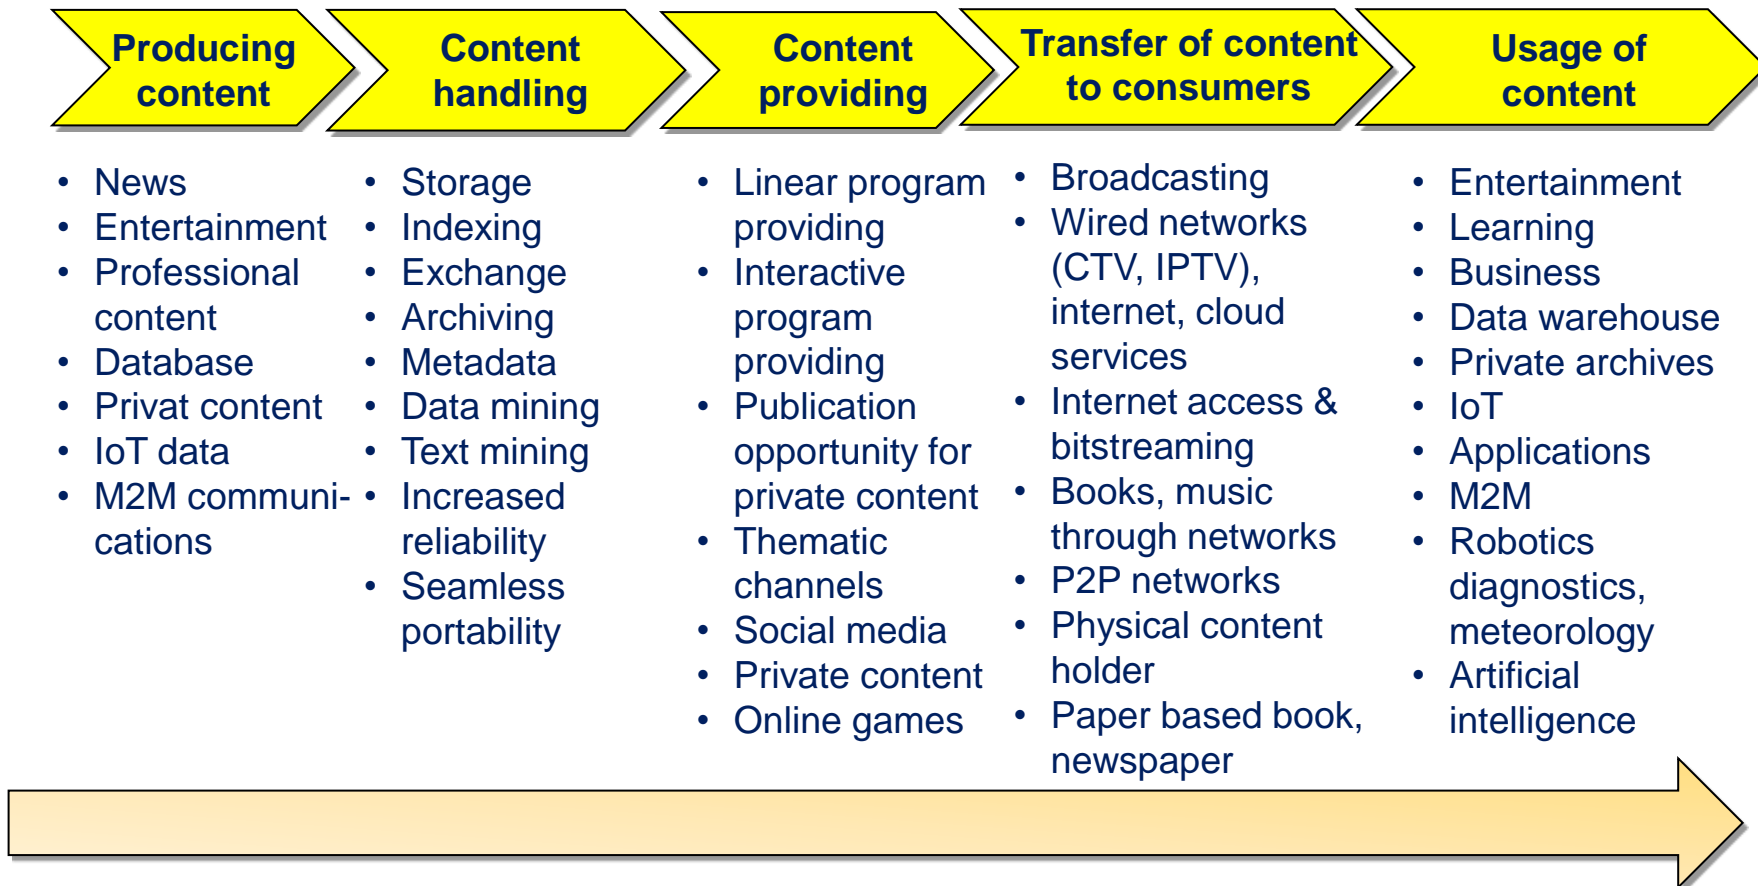 Producing
content
Content
handling
Content
providing
Transfer of content
to consumers
Usage of
content
• News
• Entertainment
• Professional
content
• Database
• Privat content
• IoT data
• M2M communi-
cations
• Storage
• Indexing
• Exchange
• Archiving
• Metadata
• Data mining
• Text mining
• Increased
reliability
• Seamless
portability
• Linear program
providing
• Interactive
program
providing
• Publication
opportunity for
private content
• Thematic
channels
• Social media
• Private content
• Online games
• Broadcasting
• Wired networks
(CTV, IPTV),
internet, cloud
services
• Internet access &
bitstreaming
• Books, music
through networks
• P2P networks
• Physical content
holder
• Paper based book,
newspaper
• Entertainment
• Learning
• Business
• Data warehouse
• Private archives
• IoT
• Applications
• M2M
• Robotics
diagnostics,
meteorology
• Artificial
intelligence